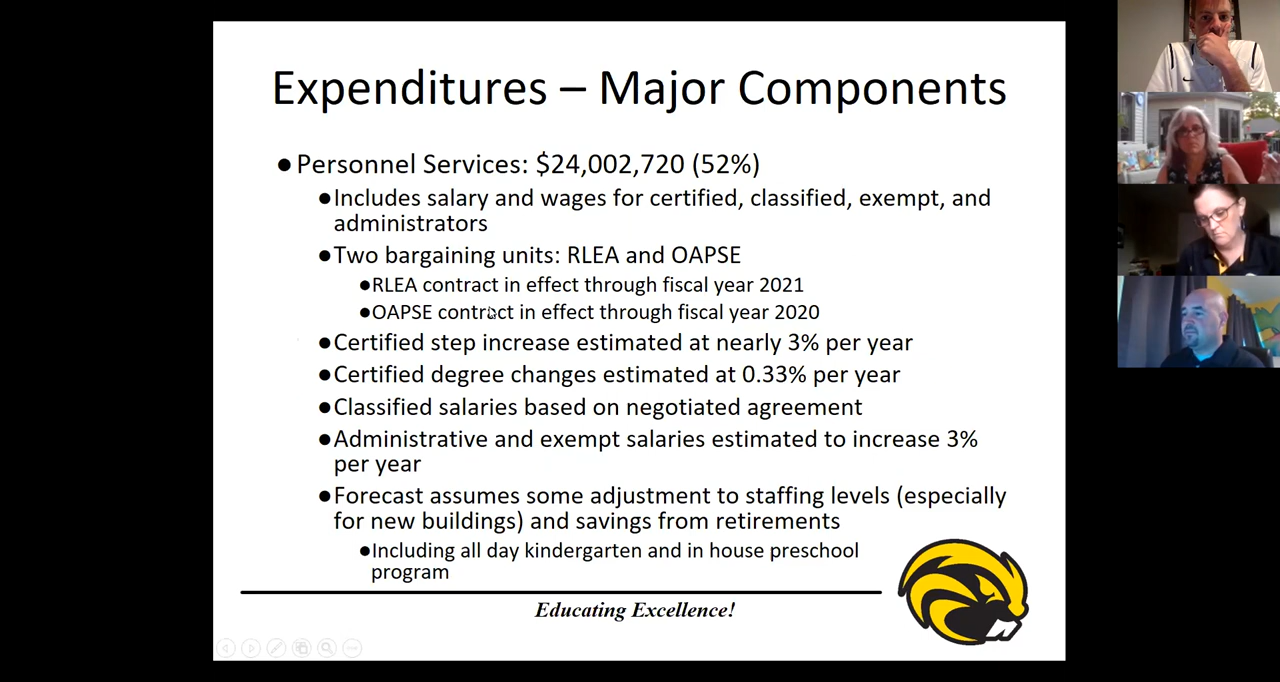 Expenditures – Major Components
●Personnel Services: $24,002,720 (52%)
●Includes salary and wages for certified, classified, exempt, and
administrators
●Two bargaining units: RLEA and OAPSE
●RLEA contract in effect through fiscal year 2021
●OAPSE contract in effect through fiscal year 2020
●Certified step increase estimated at nearly 3% per year
●Certified degree changes estimated at 0.33% per year
●Classified salaries based on negotiated agreement
●Administrative and exempt salaries estimated to increase 3%
per year
●Forecast assumes some adjustment to staffing levels (especially
for new buildings) and savings from retirements
●Including all day kindergarten and in house preschool
program
Educating Excellence!